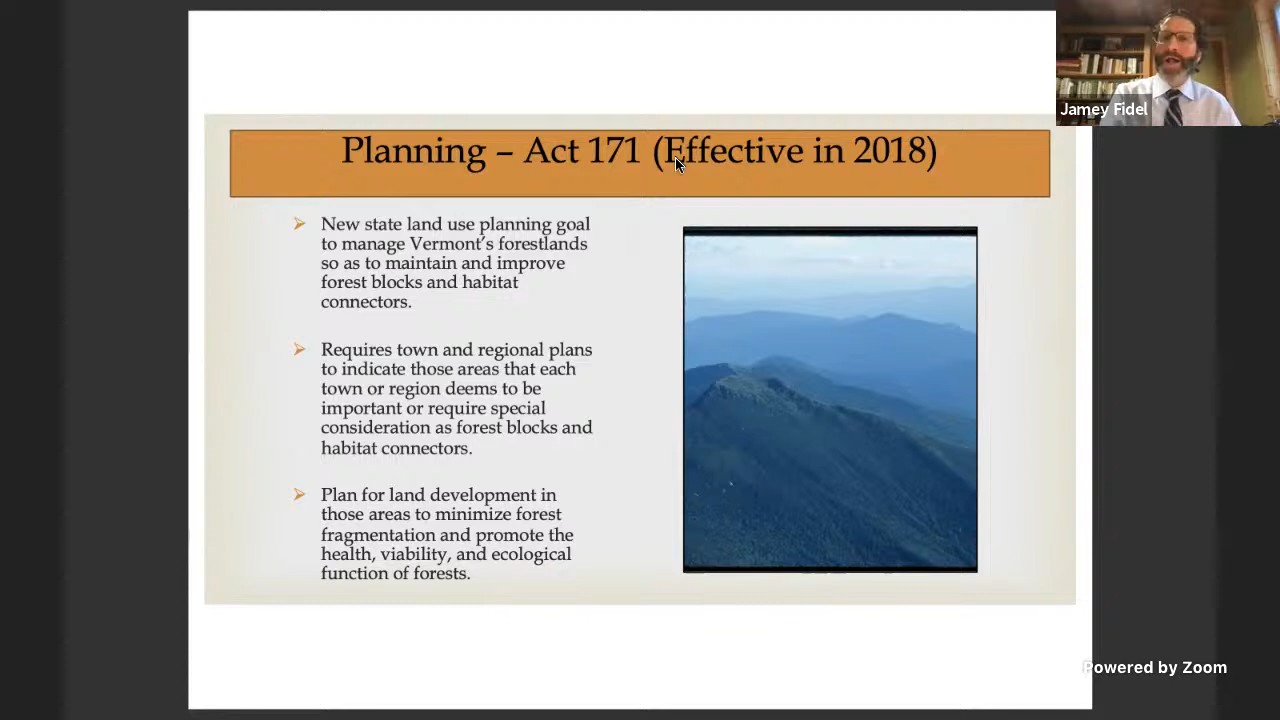 Jamey Fidel
Planning – Act 171 (Effective in 2018)
New state land use planning goal
to manage Vermont’s forestlands
so as to maintain and improve
forest blocks and habitat
connectors.
Requires town and regional plans
to indicate those areas that each
town or region deems to be
important or require special
consideration as forest blocks and
habitat connectors.
Plan for land development in
those areas to minimize forest
fragmentation and promote the
health, viability, and ecological
function of forests.
Powered by Zoom